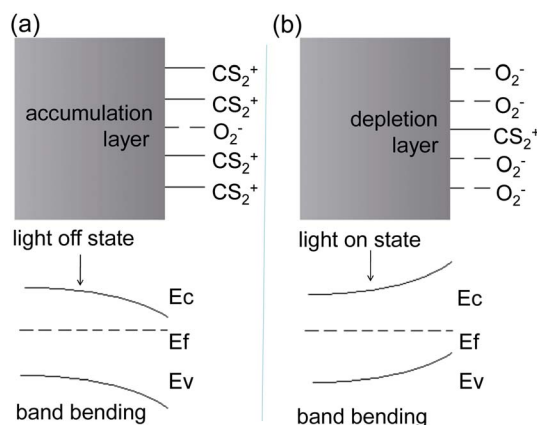 (a)
CS₂⁺
CS₂⁺
accumulation layer
O₂⁻
CS₂⁺
CS₂⁺
light off state
Ec
Ef
Ev
band bending
(b)
O₂⁻
O₂⁻
depletion layer
CS₂⁺
O₂⁻
O₂⁻
light on state
Ec
Ef
Ev
band bending